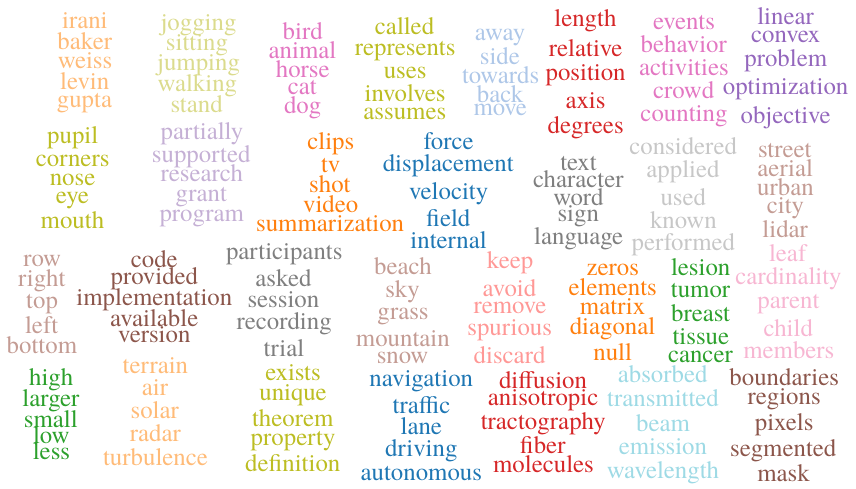 irani
baker
weiss
levin
gupta
jogging
sitting
jumping
walking
stand
bird
animal
horse
cat
dog
called
represents
uses
involves
assumes
away
side
towards
back
move
length
relative
position
axis
degrees
events
behavior
activities
crowd
counting
linear
convex
problem
optimization
objective
pupil
corners
nose
eye
mouth
partially
supported
research
grant
program
clips
tv
shot
video
summarization
force
displacement
velocity
field
internal
text
character
word
sign
language
considered
applied
used
known
performed
street
aerial
urban
city
lidar
row
right
top
left
bottom
code
provided
implementation
available
version
participants
asked
session
recording
trial
beach
sky
grass
mountain
snow
keep
avoid
remove
spurious
discard
zeros
elements
matrix
diagonal
null
lesion
tumor
breast
tissue
cancer
leaf
cardinality
parent
child
members
high
larger
small
low
less
terrain
air
solar
radar
turbulence
exists
unique
theorem
property
definition
navigation
traffic
lane
driving
autonomous
diffusion
anisotropic
tractography
fiber
molecules
absorbed
transmitted
beam
emission
wavelength
boundaries
regions
pixels
segmented
mask